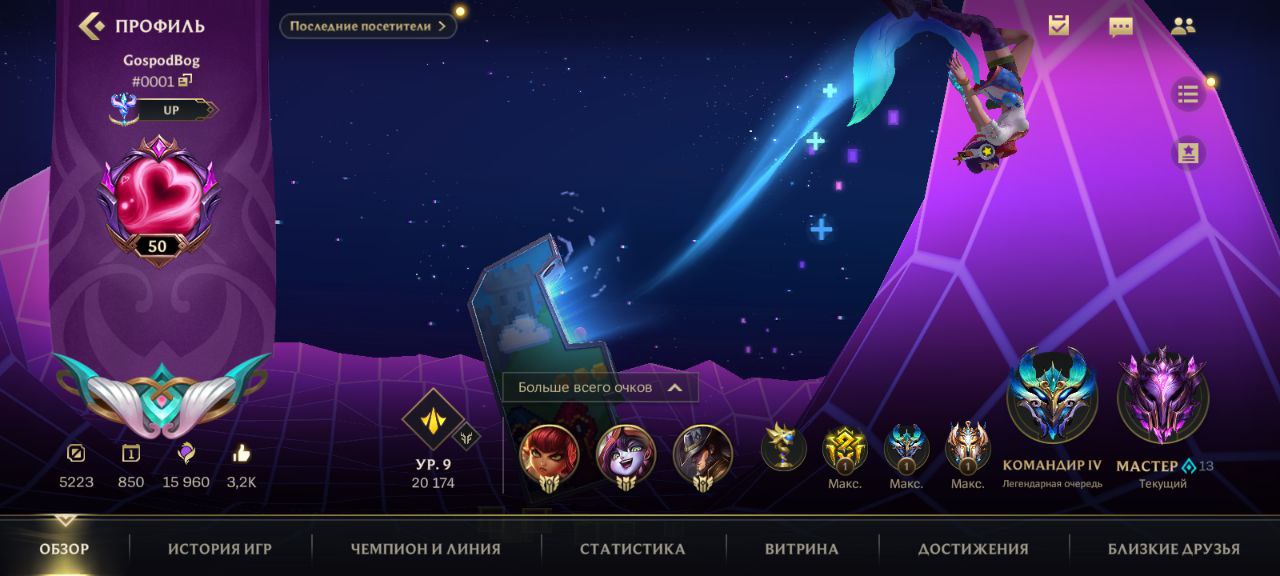 ПРОФИЛЬ
Последние посетители
GospodBog
#0001
UP
50
5223
850
15 960
3,2K
УР. 9
20 174
Больше всего очков
1
Макс.
1
Макс.
1
Макс.
КОМАНДИР IV
Легендарная очередь
МАСТЕР 13
Текущий
ОБЗОР
ИСТОРИЯ ИГР
ЧЕМПИОН И ЛИНИЯ
СТАТИСТИКА
ВИТРИНА
ДОСТИЖЕНИЯ
БЛИЗКИЕ ДРУЗЬЯ